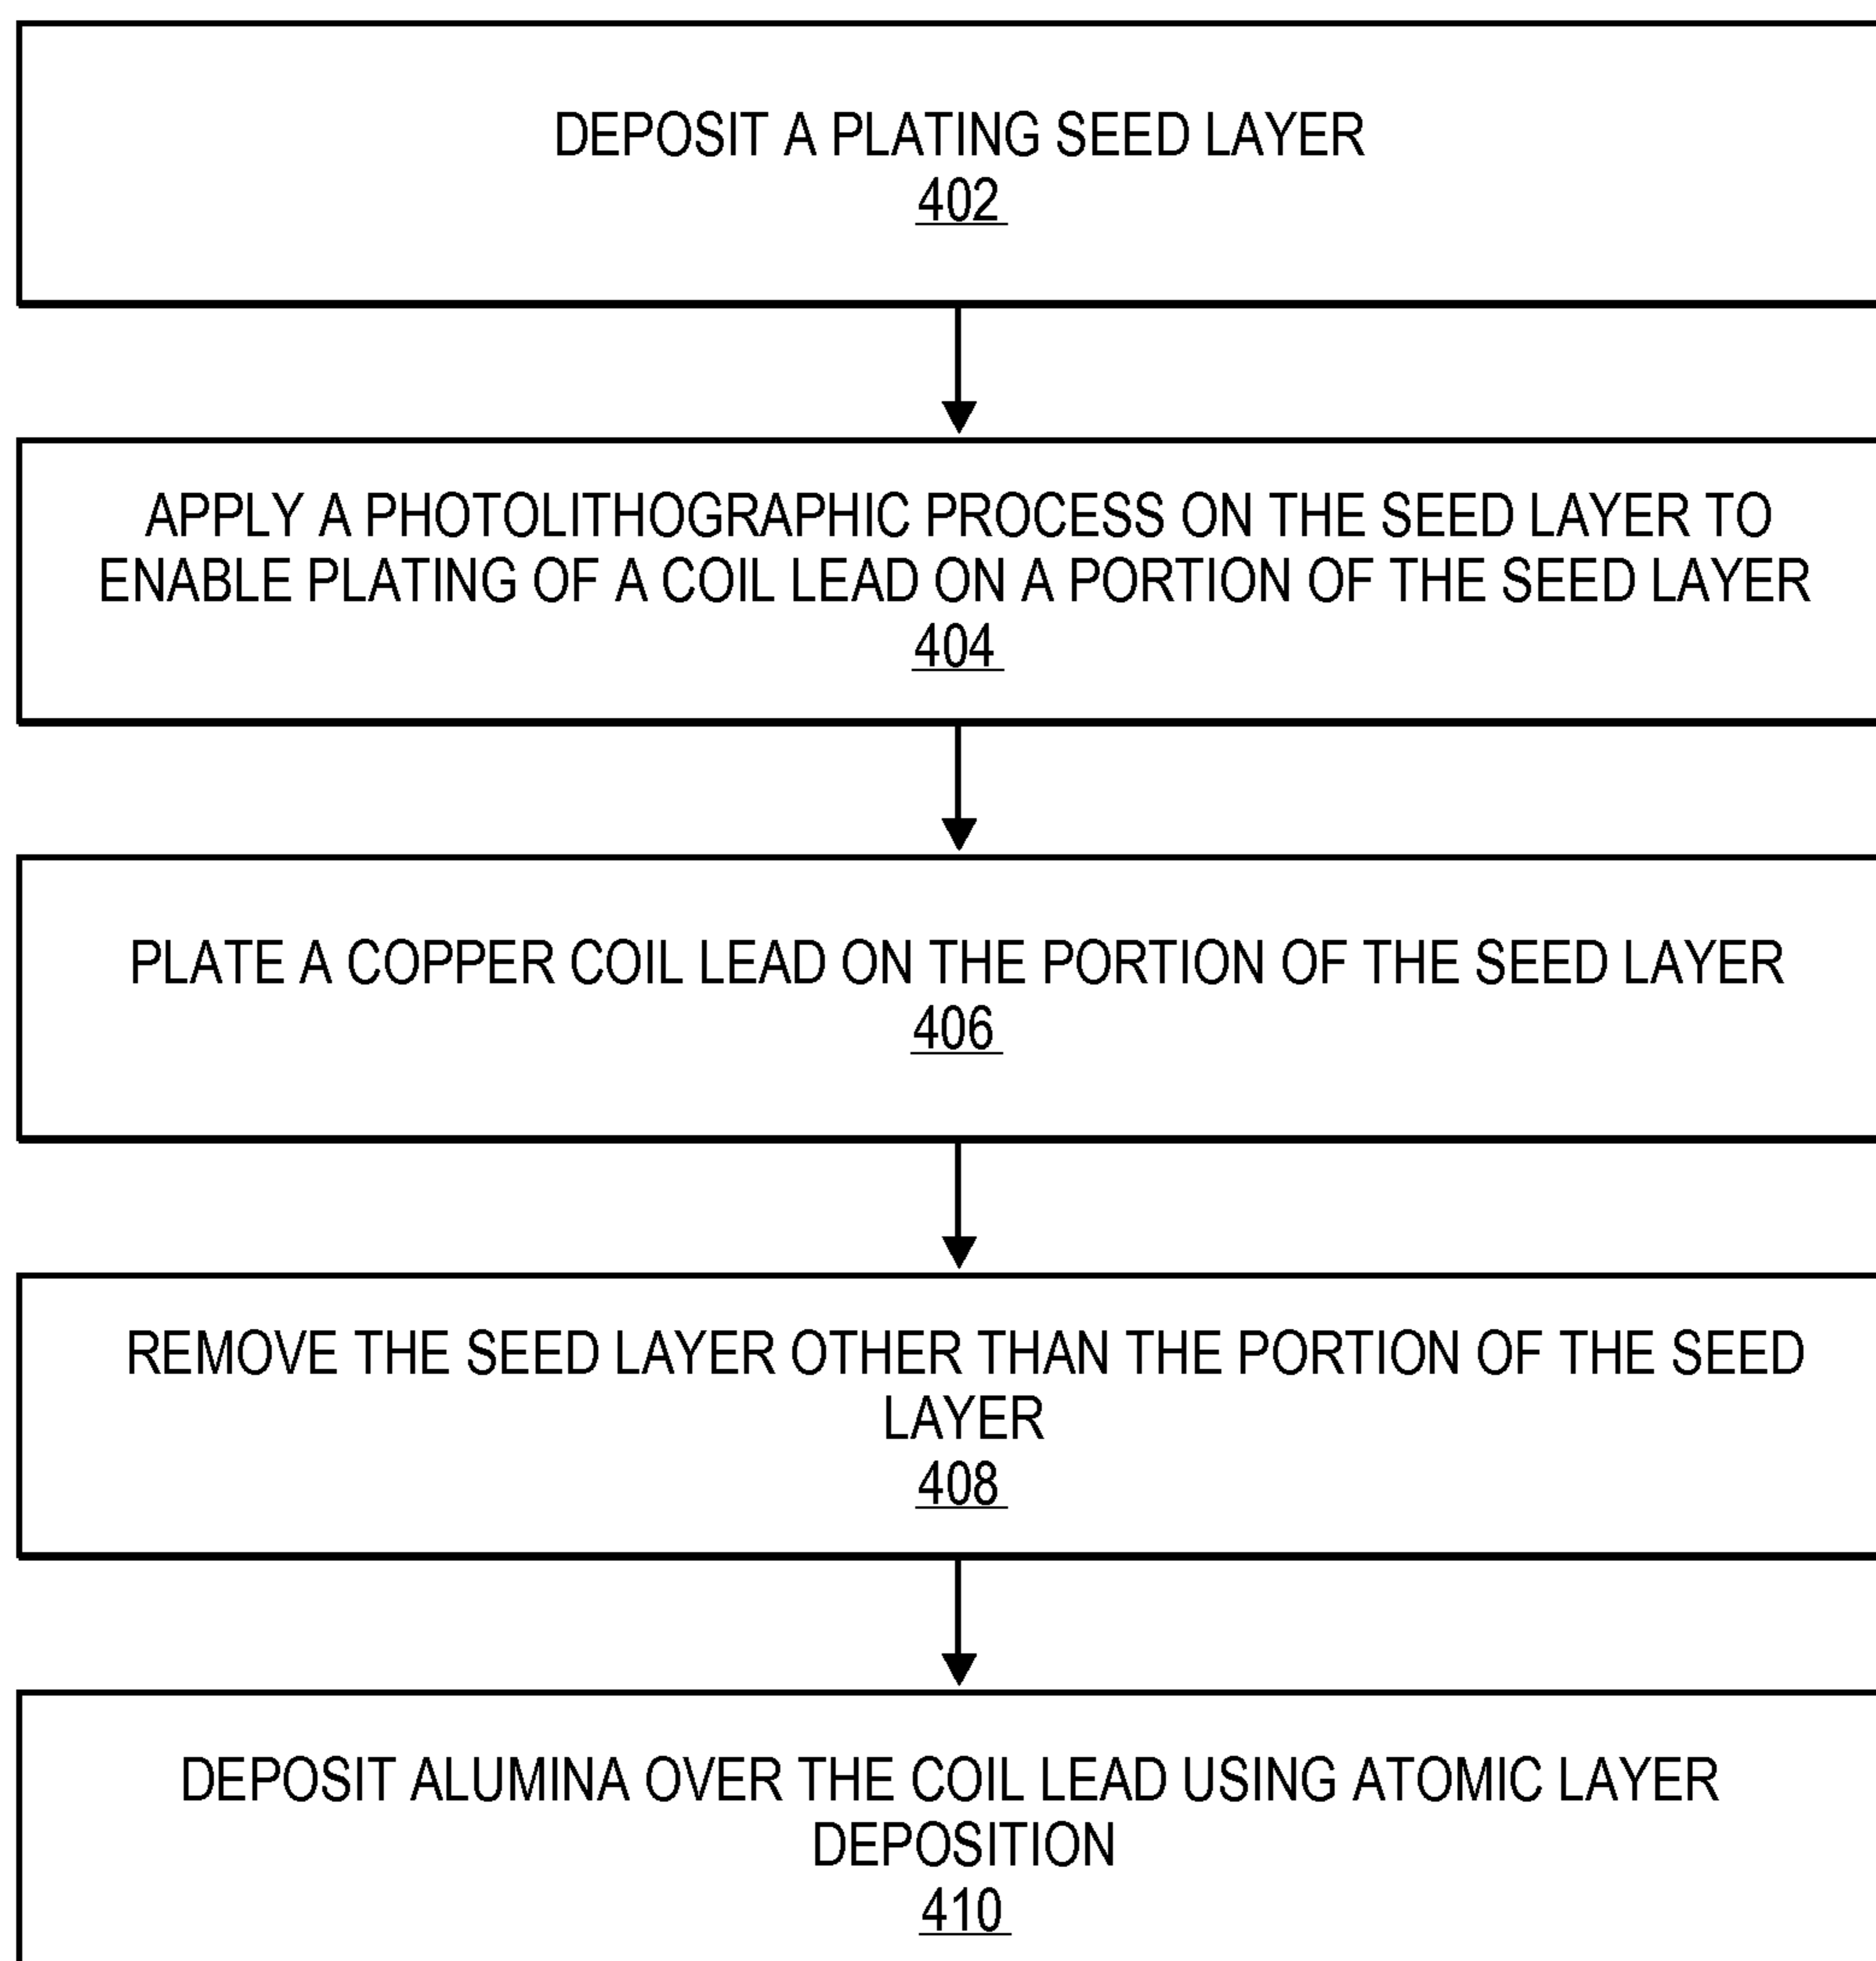 DEPOSIT A PLATING SEED LAYER
402
APPLY A PHOTOLITHOGRAPHIC PROCESS ON THE SEED LAYER TO
ENABLE PLATING OF A COIL LEAD ON A PORTION OF THE SEED LAYER
404
PLATE A COPPER COIL LEAD ON THE PORTION OF THE SEED LAYER
406
REMOVE THE SEED LAYER OTHER THAN THE PORTION OF THE SEED
LAYER
408
DEPOSIT ALUMINA OVER THE COIL LEAD USING ATOMIC LAYER
DEPOSITION
410